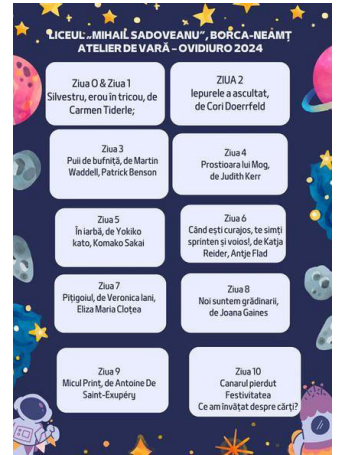 LICEUL „MIHAIL SADOVEANU”, BORCA-NEAMȚ
ATELIER DE VARĂ – OVIDIURO 2024
Ziua 0 & Ziua 1
Silvestru, erou în tricou, de
Carmen Tiderle;
ZIUA 2
Iepurele a ascultat,
de Cori Doerrfeld
Ziua 3
Puii de bufniță, de Martin
Waddell, Patrick Benson
Ziua 4
Prostioara lui Mog,
de Judith Kerr
Ziua 5
În iarbă, de Yokiko
kato, Komako Sakai
Ziua 6
Când ești curajos, te simți
sprinten și voios!, de Katja
Reider, Antje Flad
Ziua 7
Pițigoiul, de Veronica Iani,
Eliza Maria Cloțea
Ziua 8
Noi suntem grădinarii,
de Joana Gaines
Ziua 9
Micul Prinț, de Antoine De
Saint-Exupéry
Ziua 10
Canarul pierdut
Festivitatea
Ce am învățat despre cărți?